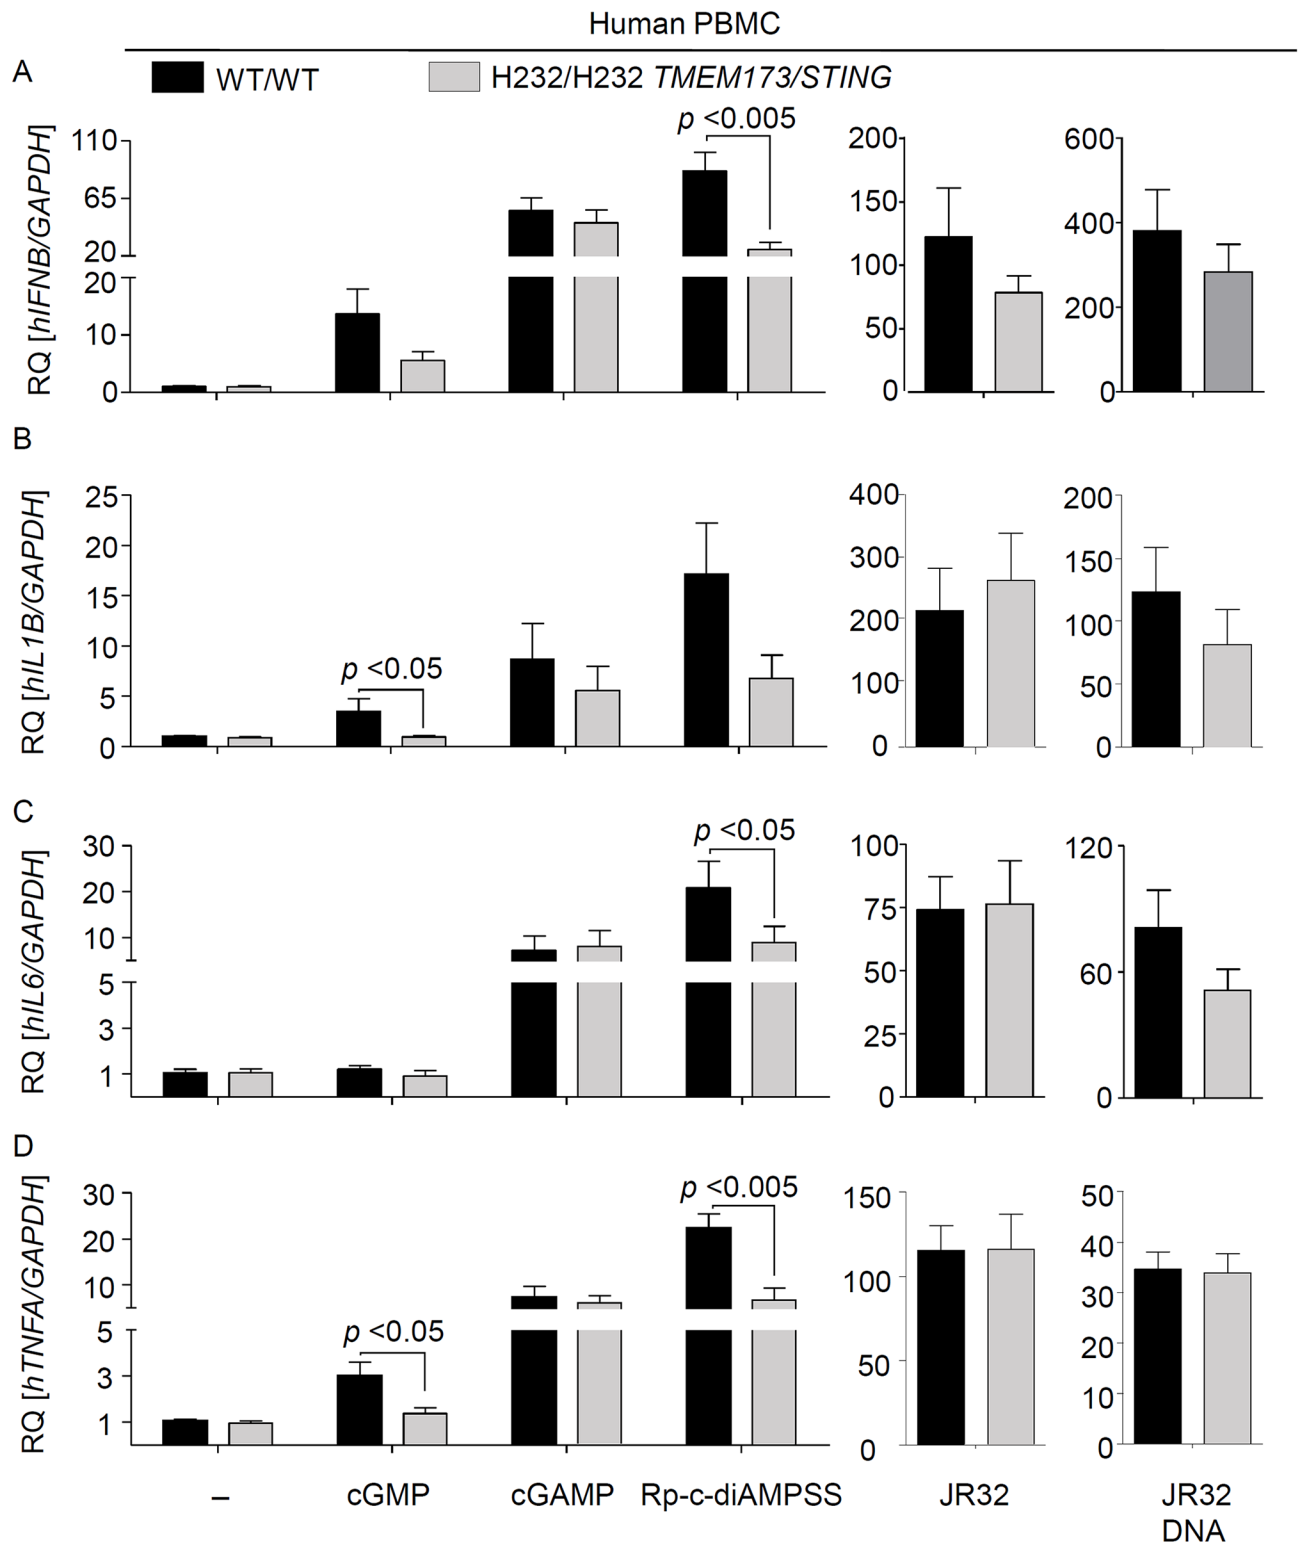 Human PBMC
A
WT/WT
H232/H232 TMEM173/STING
RQ [hIFNB/GAPDH]
110
65
20
20
10
0
p <0.005
200
150
100
50
0
600
400
200
0
B
RQ [hIL1B/GAPDH]
25
20
15
10
5
0
p <0.05
400
300
200
100
0
200
150
100
50
0
C
RQ [hIL6/GAPDH]
30
20
10
5
3
1
p <0.05
100
75
50
25
0
120
60
0
D
RQ [hTNFA/GAPDH]
30
20
10
5
3
1
p <0.05
p <0.005
150
100
50
0
50
40
30
20
10
0
–
cGMP
cGAMP
Rp-c-diAMPSS
JR32
JR32
DNA